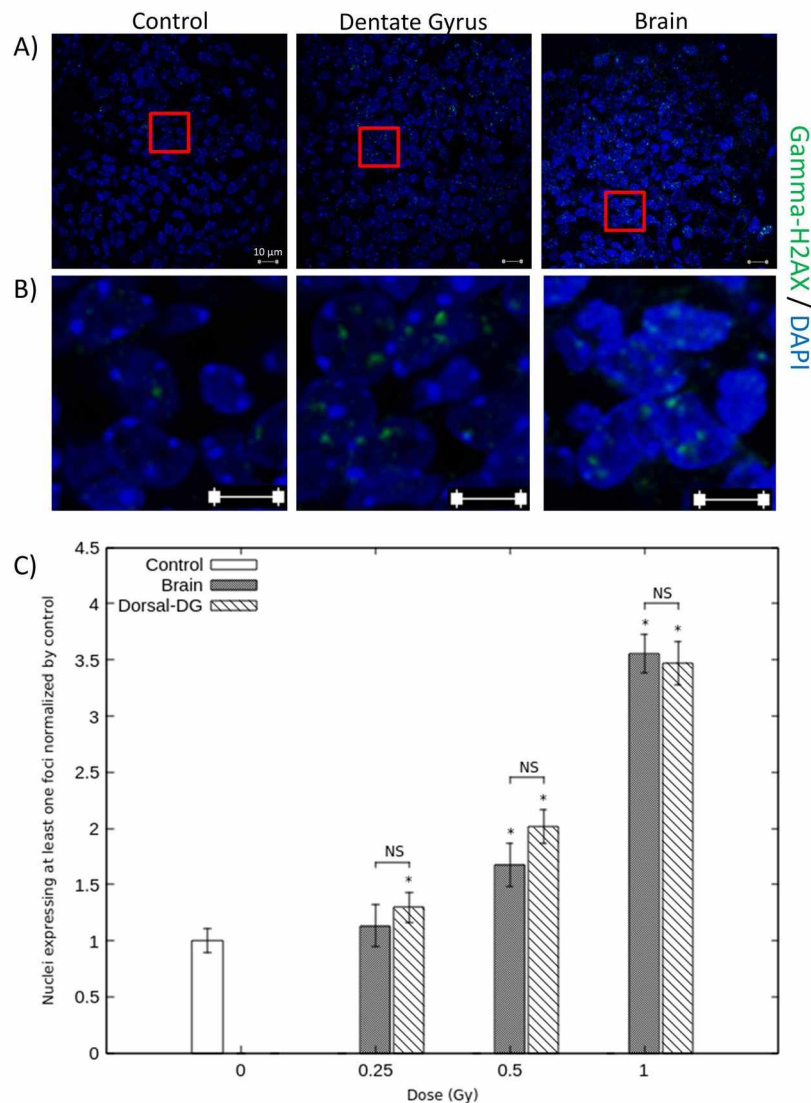 Control
Dentate Gyrus
Brain
A)
10 µm
Gamma-H2AX / DAPI
B)
C)
Control
Brain
Dorsal-DG
Nuclei expressing at least one foci normalized by control
4.5
4
3.5
3
2.5
2
1.5
1
0.5
0
NS
*
NS
*
*
NS
*
*
0
0.25
0.5
1
Dose (Gy)